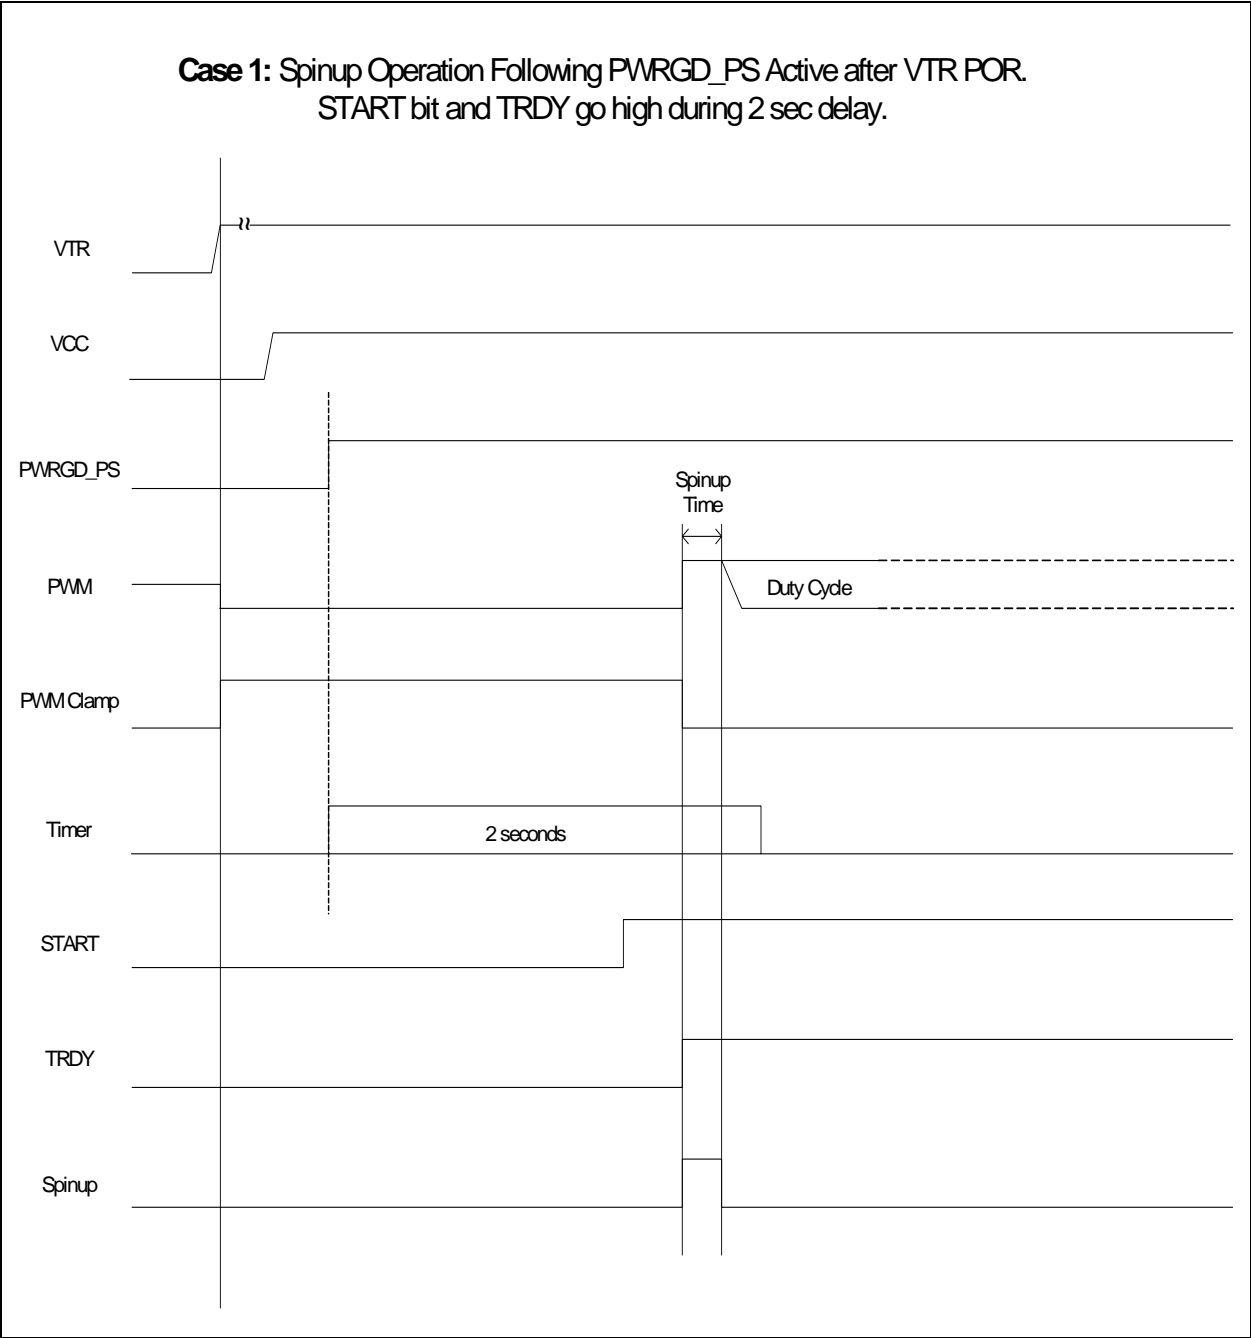 Case 1: Spinup Operation Following PWRGD_PS Active after VTR POR.
START bit and TRDY go high during 2 sec delay.
VTR
VCC
PWRGD_PS
Spinup
Time
PWM
Duty Cycle
PWM Clamp
Timer
2 seconds
START
TRDY
Spinup